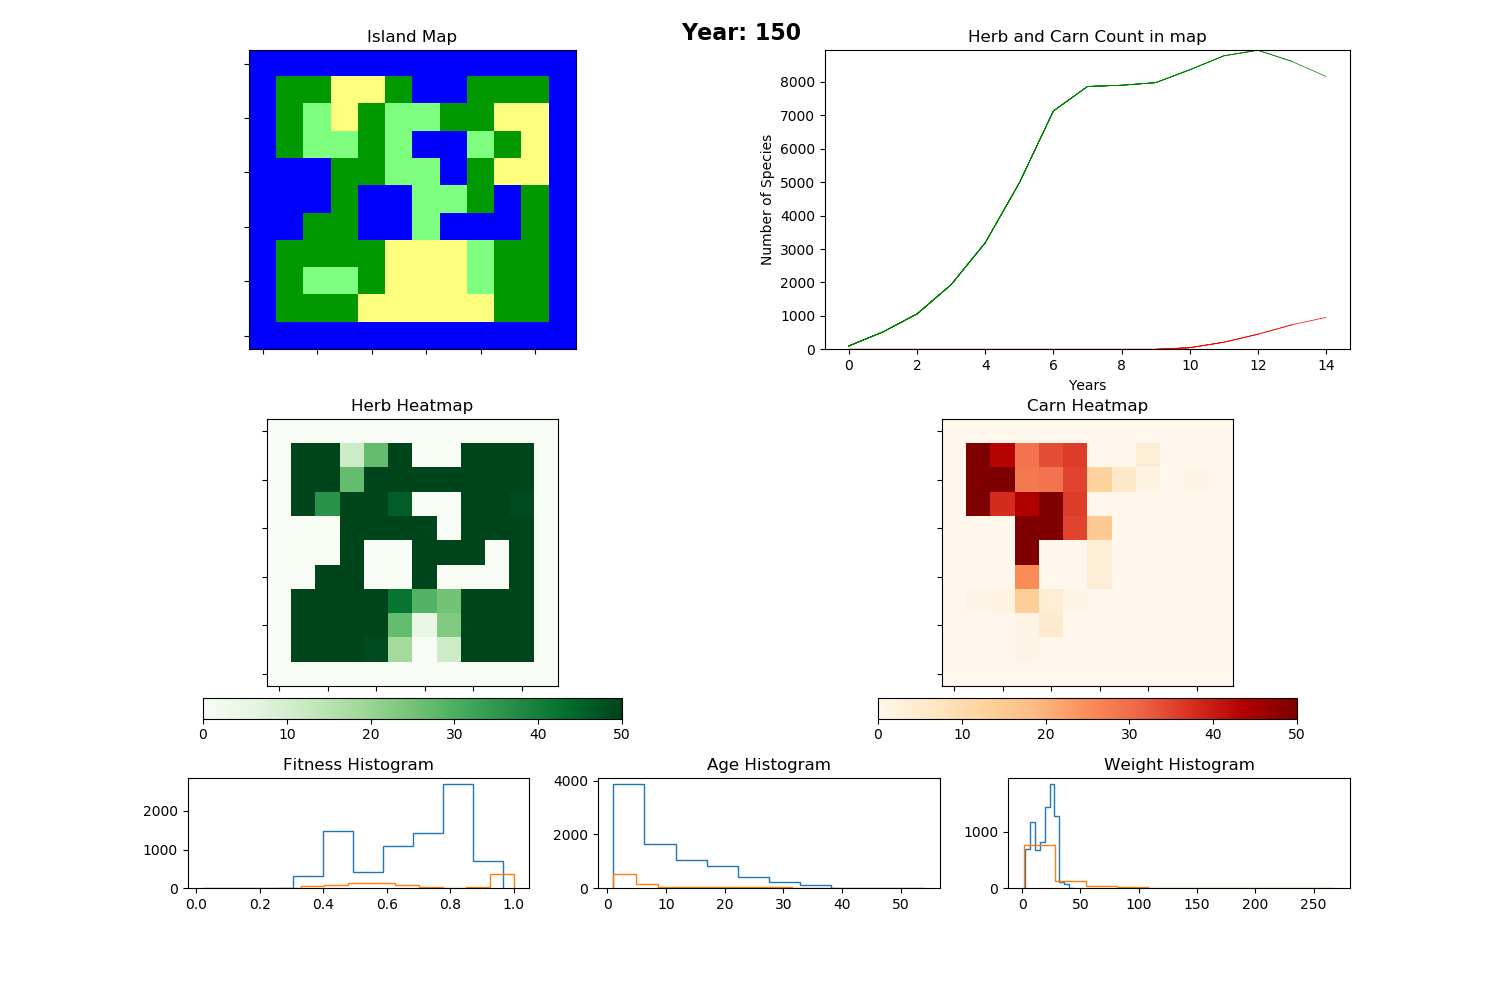 Year: 150
Island Map
Herb and Carn Count in map
Number of Species
8000
7000
6000
5000
4000
3000
2000
1000
0
0 2 4 6 8 10 12 14
Years
Herb Heatmap
Carn Heatmap
0 10 20 30 40 50
0 10 20 30 40 50
Fitness Histogram
2000
1000
0
0.0 0.2 0.4 0.6 0.8 1.0
Age Histogram
4000
2000
0
0 10 20 30 40 50
Weight Histogram
1000
0
0 50 100 150 200 250